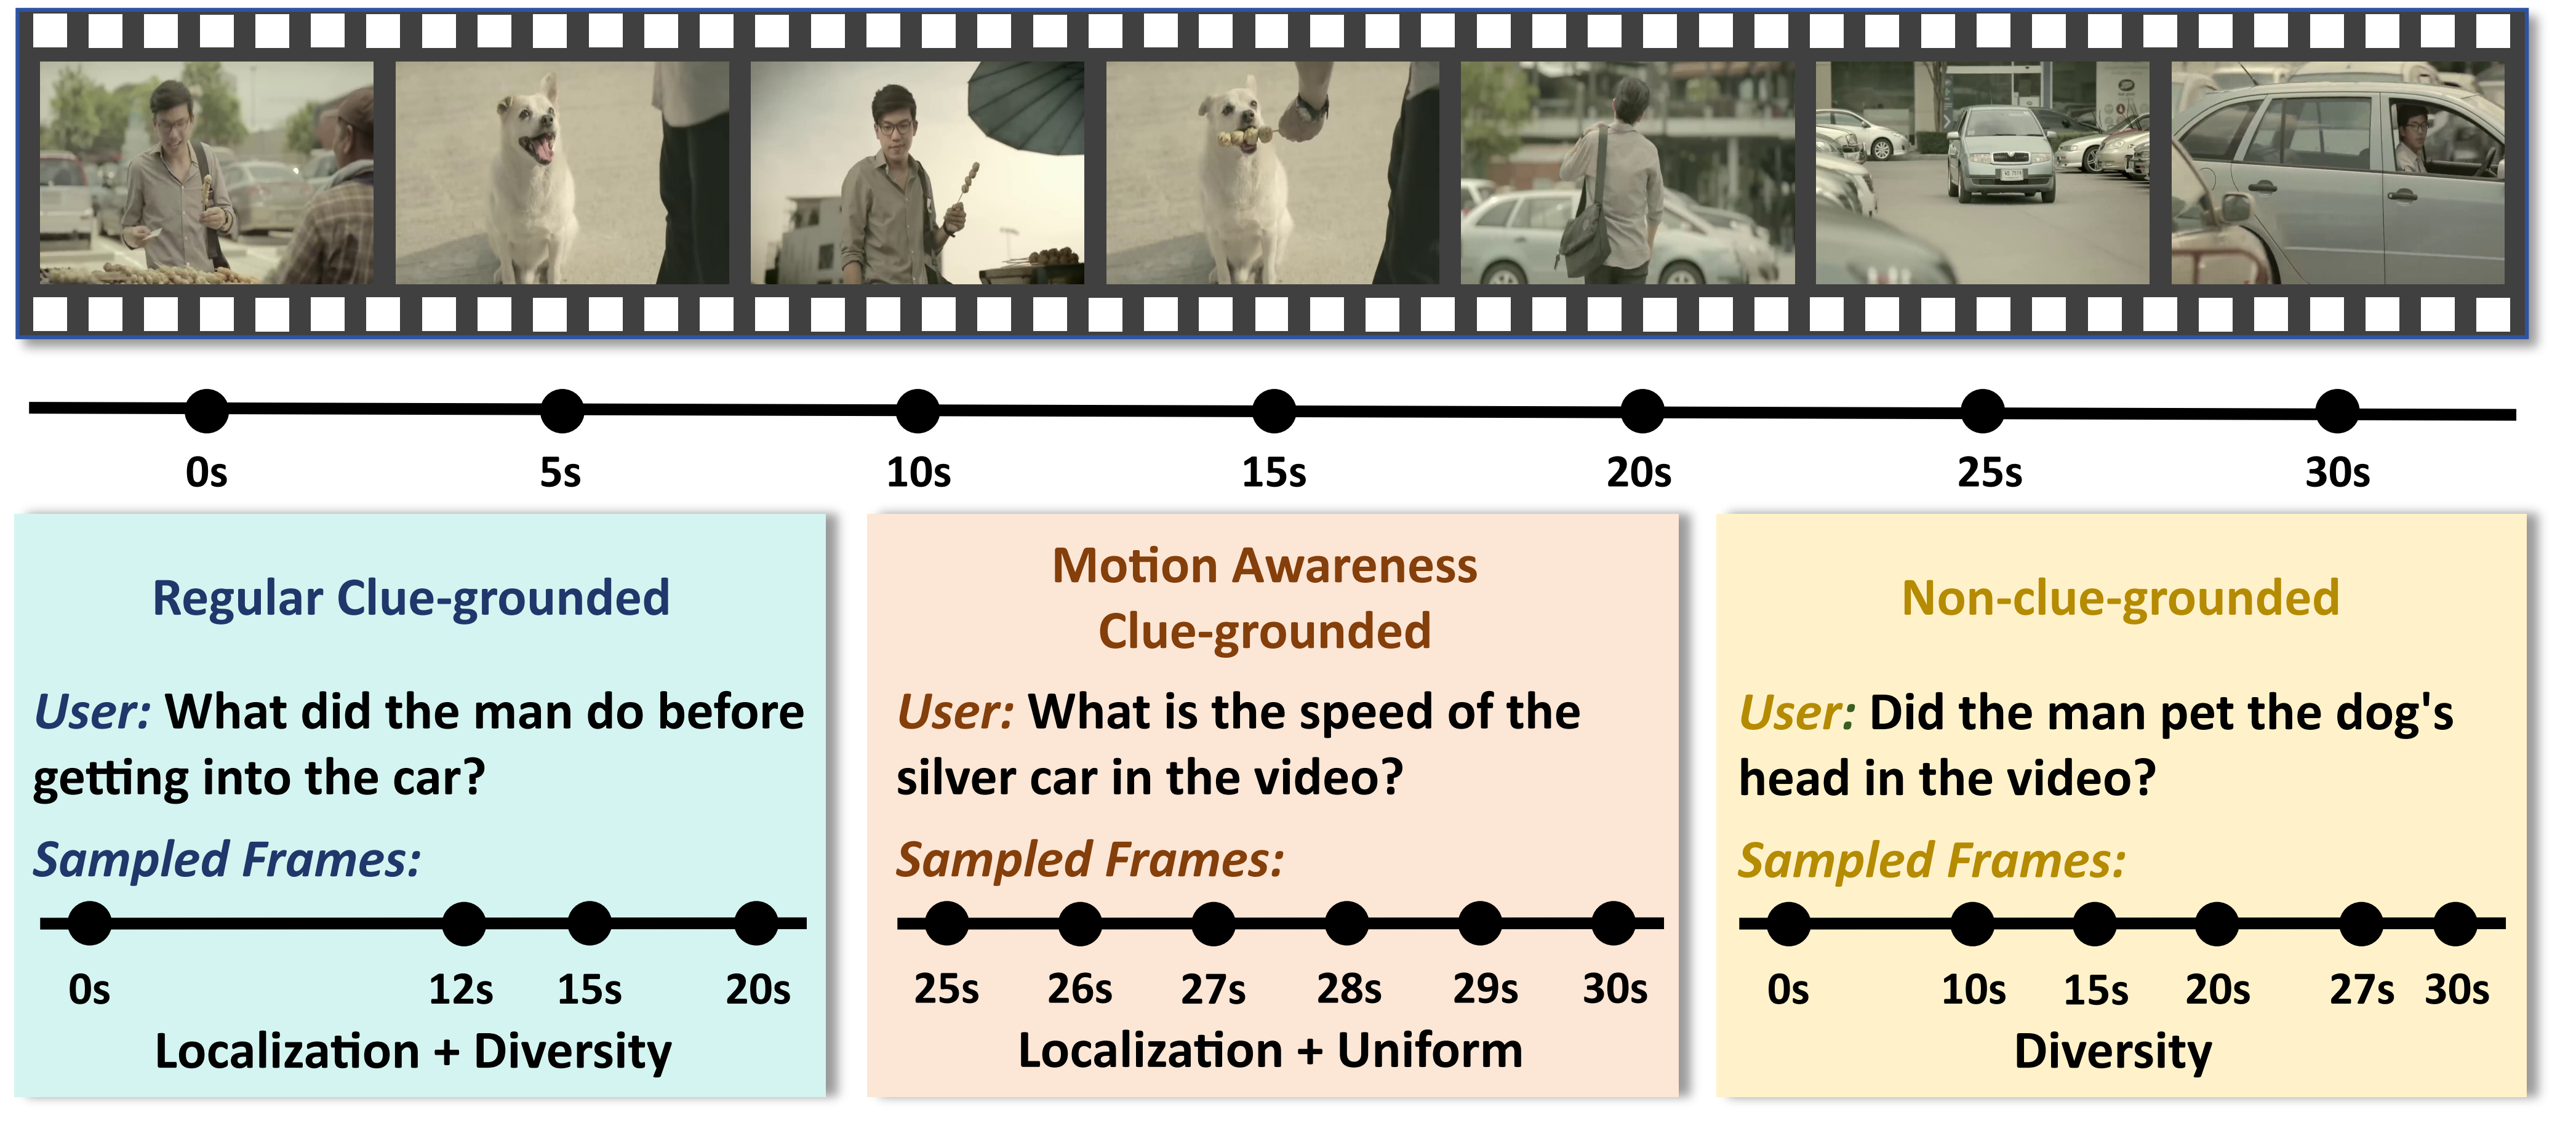 0s 5s 10s 15s 20s 25s 30s
Regular Clue-grounded
User: What did the man do before
getting into the car?
Sampled Frames:
0s 12s 15s 20s
Localization + Diversity
Motion Awareness
Clue-grounded
User: What is the speed of the
silver car in the video?
Sampled Frames:
25s 26s 27s 28s 29s 30s
Localization + Uniform
Non-clue-grounded
User: Did the man pet the dog's
head in the video?
Sampled Frames:
0s 10s 15s 20s 27s 30s
Diversity